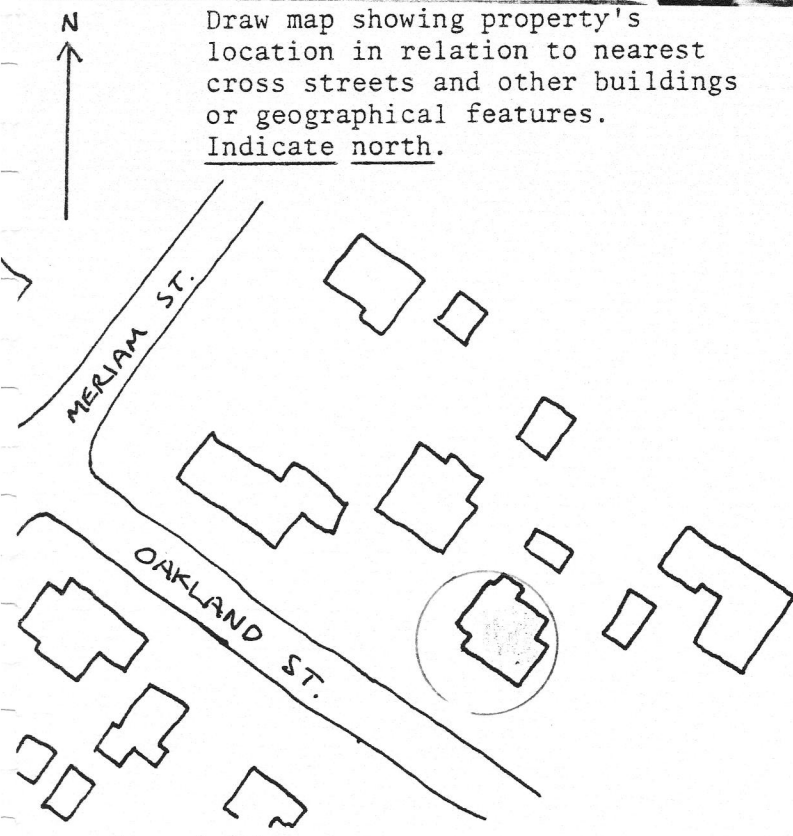 N
Draw map showing property's
location in relation to nearest
cross streets and other buildings
or geographical features.
Indicate north.
MERIAM ST.
OAKLAND ST.